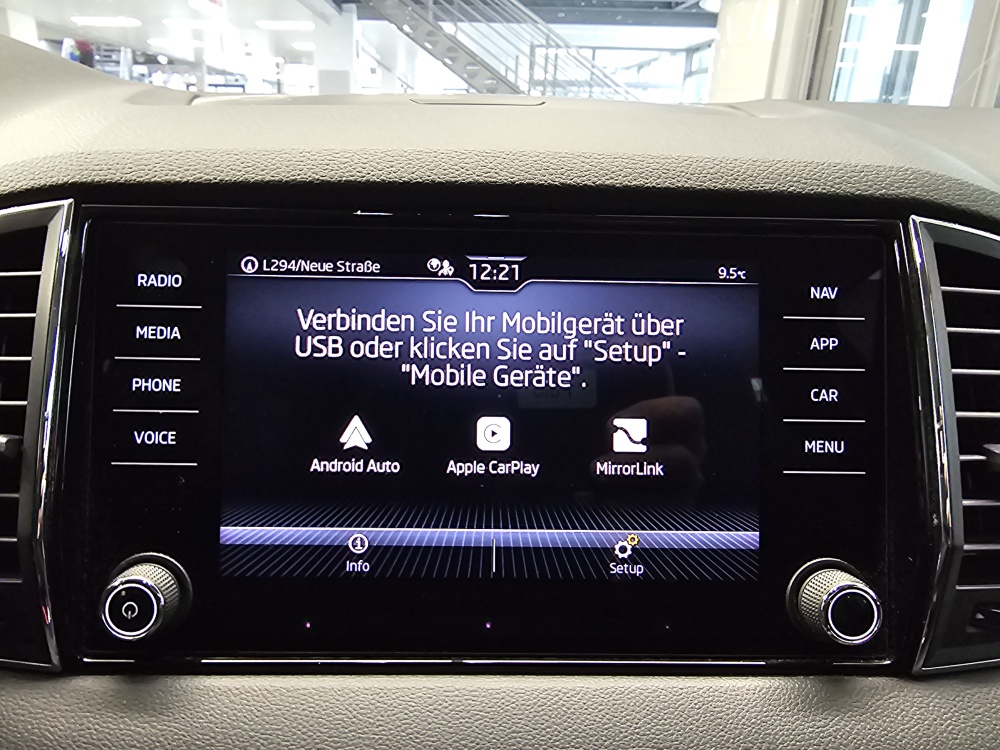 L294/Neue Straße
12:21
9.5°C
RADIO
MEDIA
PHONE
VOICE
Verbinden Sie Ihr Mobilgerät über
USB oder klicken Sie auf "Setup" -
"Mobile Geräte".
Android Auto
Apple CarPlay
MirrorLink
Info
Setup
NAV
APP
CAR
MENU